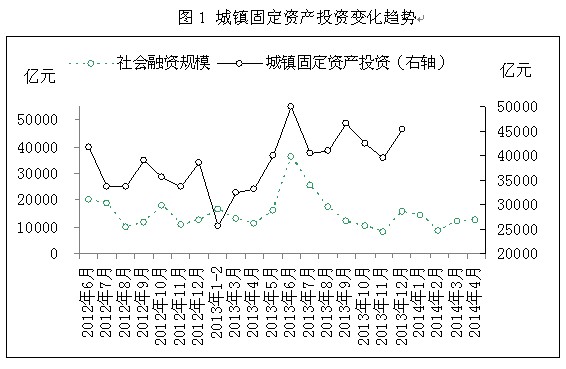 图 1 城镇固定资产投资变化趋势
社会融资规模
城镇固定资产投资（右轴）
亿元
亿元
50000
40000
30000
20000
10000
0
50000
45000
40000
35000
30000
25000
20000
2012年6月
2012年7月
2012年8月
2012年9月
2012年10月
2012年11月
2012年12月
2013年1-2
2013年3月
2013年4月
2013年5月
2013年6月
2013年7月
2013年8月
2013年9月
2013年10月
2013年11月
2013年12月
2014年1月
2014年2月
2014年3月
2014年4月